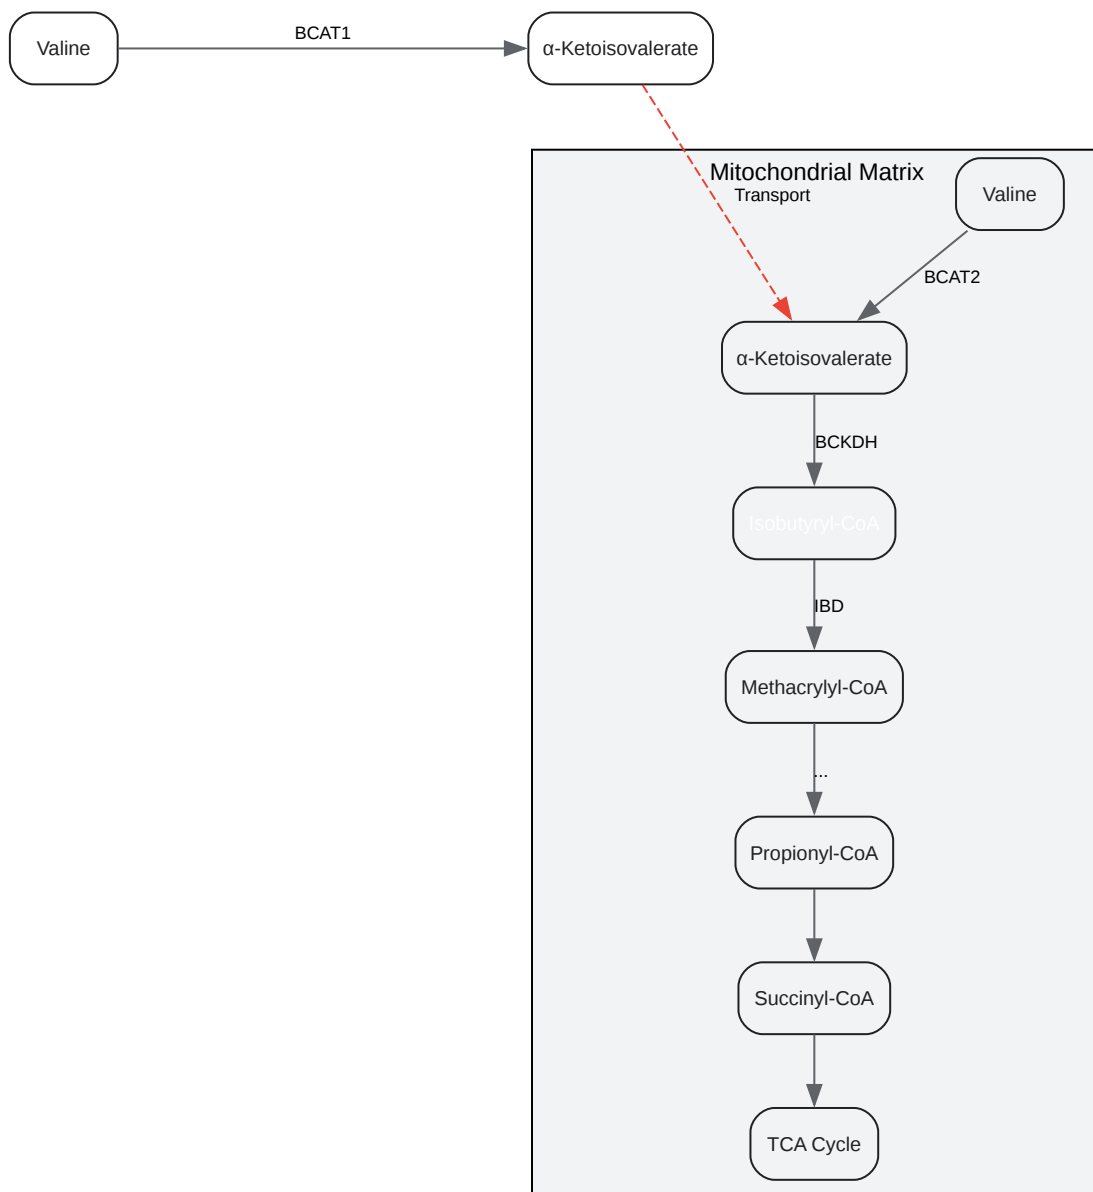 Valine
BCAT1
α-Ketoisovalerate
Mitochondrial Matrix
Transport
Valine
BCAT2
α-Ketoisovalerate
BCKDH
Isobutyryl-CoA
IBD
Methacrylyl-CoA
...
Propionyl-CoA
Succinyl-CoA
TCA Cycle